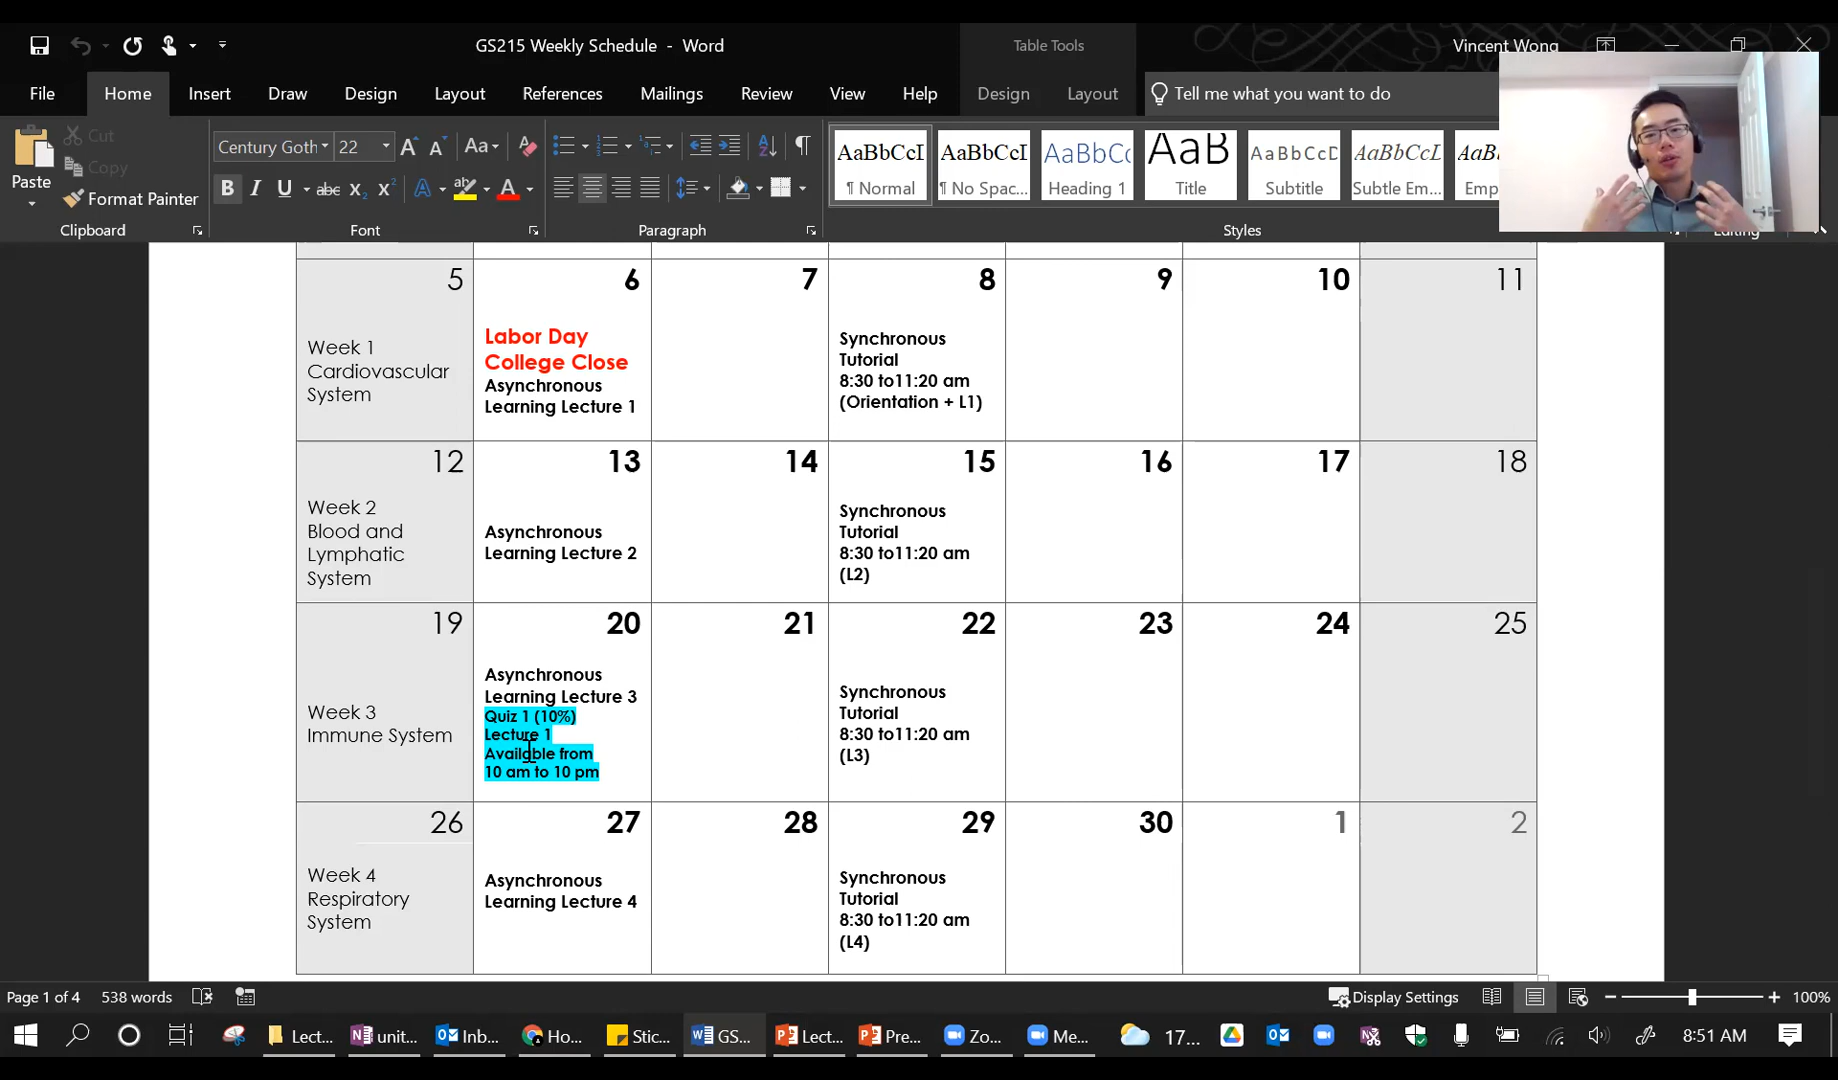 GS215 Weekly Schedule - Word
Table Tools
Vincent Wong
File
Home
Insert
Draw
Design
Layout
References
Mailings
Review
View
Help
Design
Layout
Tell me what you want to do
Paste
Cut
Copy
Format Painter
Clipboard
Century Goth
22
Font
Paragraph
AaBbCcI
¶ Normal
AaBbCcI
¶ No Spac...
AaBbCc
Heading 1
AaB
Title
AaBbCcD
Subtitle
AaBbCcL
Subtle Em...
AaBb
Emp
Styles
Editing
5
Week 1
Cardiovascular
System
6
Labor Day
College Close
Asynchronous
Learning Lecture 1
7
8
Synchronous
Tutorial
8:30 to11:20 am
(Orientation + L1)
9
10
11
12
Week 2
Blood and
Lymphatic
System
13
Asynchronous
Learning Lecture 2
14
15
Synchronous
Tutorial
8:30 to11:20 am
(L2)
16
17
18
19
Week 3
Immune System
20
Asynchronous
Learning Lecture 3
Quiz 1 (10%)
Lecture 1
Available from
10 am to 10 pm
21
22
Synchronous
Tutorial
8:30 to11:20 am
(L3)
23
24
25
26
Week 4
Respiratory
System
27
Asynchronous
Learning Lecture 4
28
29
Synchronous
Tutorial
8:30 to11:20 am
(L4)
30
1
2
Page 1 of 4
538 words
Display Settings
100%
Lect...
unit...
Inb...
Ho...
Stic...
GS...
Lect...
Pre...
Zo...
Me...
17...
8:51 AM